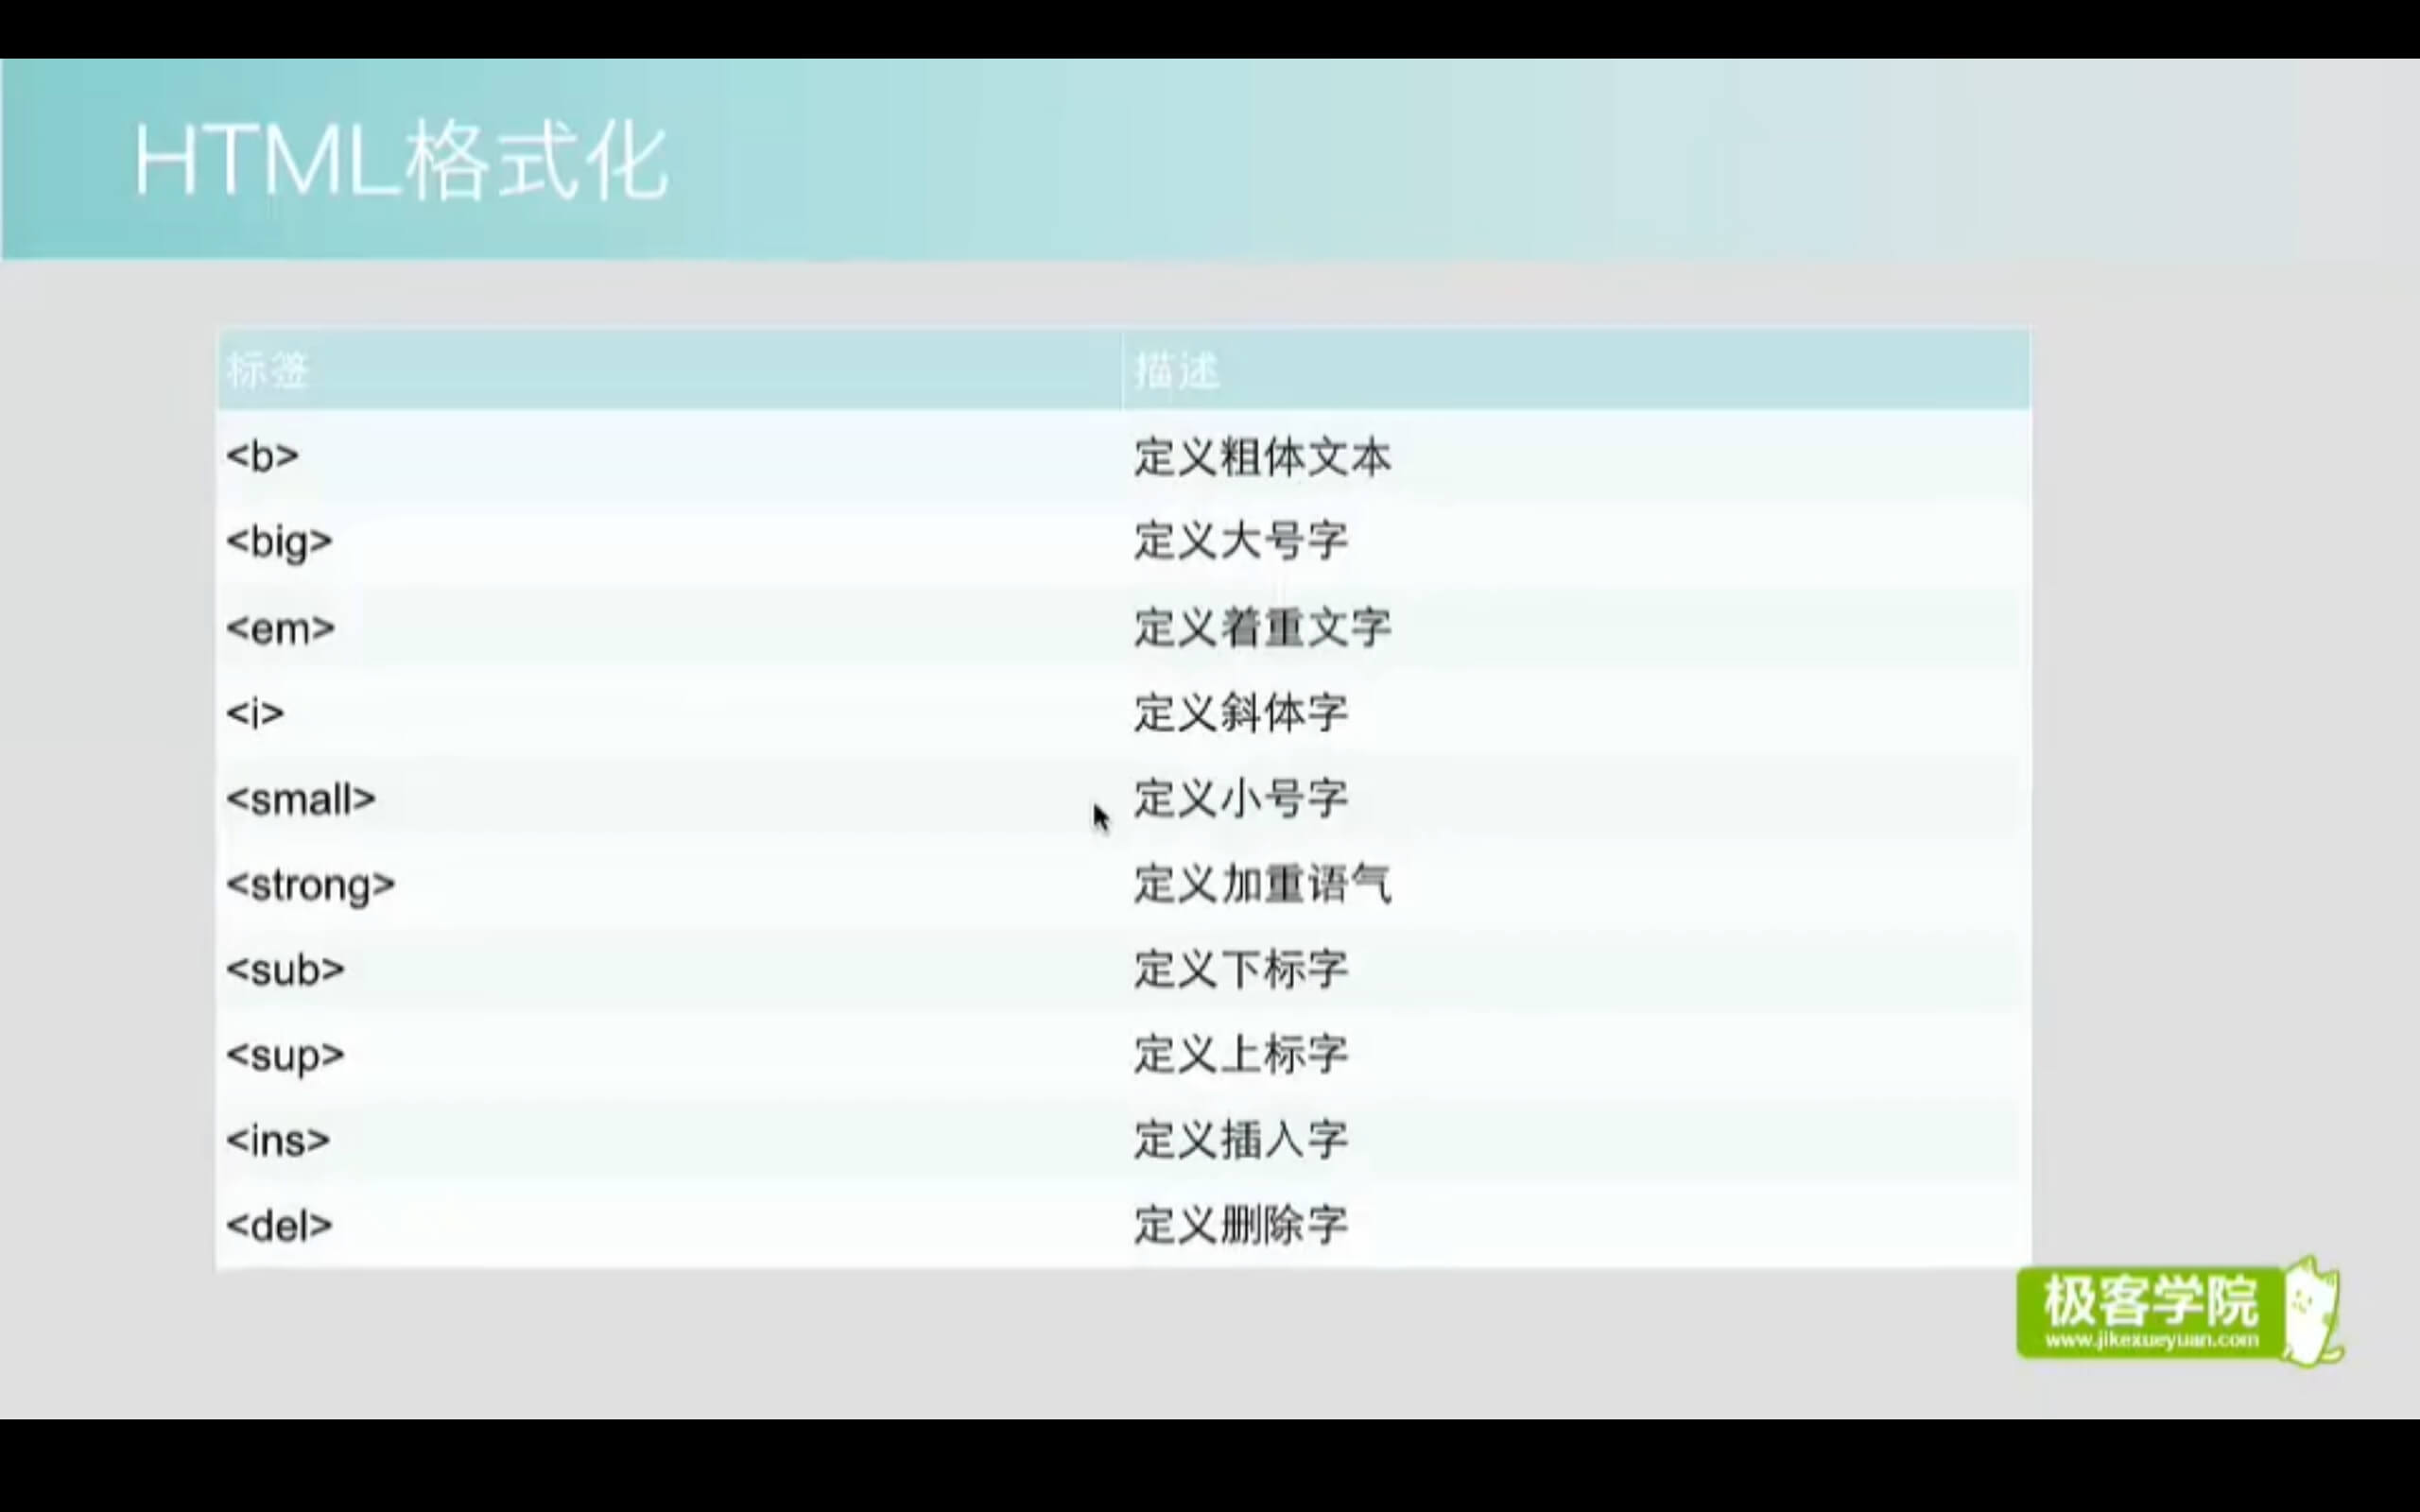 HTML格式化
标签 描述
<b> 定义粗体文本
<big> 定义大号字
<em> 定义着重文字
<i> 定义斜体字
<small> 定义小号字
<strong> 定义加重语气
<sub> 定义下标字
<sup> 定义上标字
<ins> 定义插入字
<del> 定义删除字
极客学院
www.jikexueyuan.com